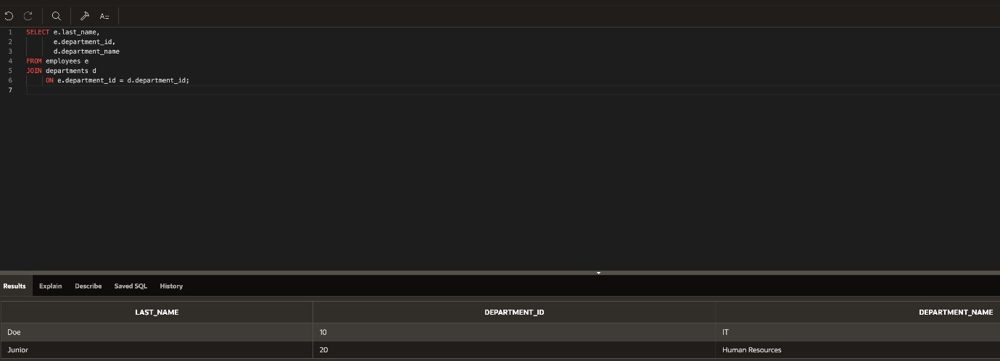 A::
1 SELECT e.last_name,
2 e.department_id,
3 d.department_name
4 FROM employees e
5 JOIN departments d
6 ON e.department_id = d.department_id;
7
Results Explain Describe Saved SQL History
LAST_NAME DEPARTMENT_ID DEPARTMENT_NAME
Doe 10 IT
Junior 20 Human Resources